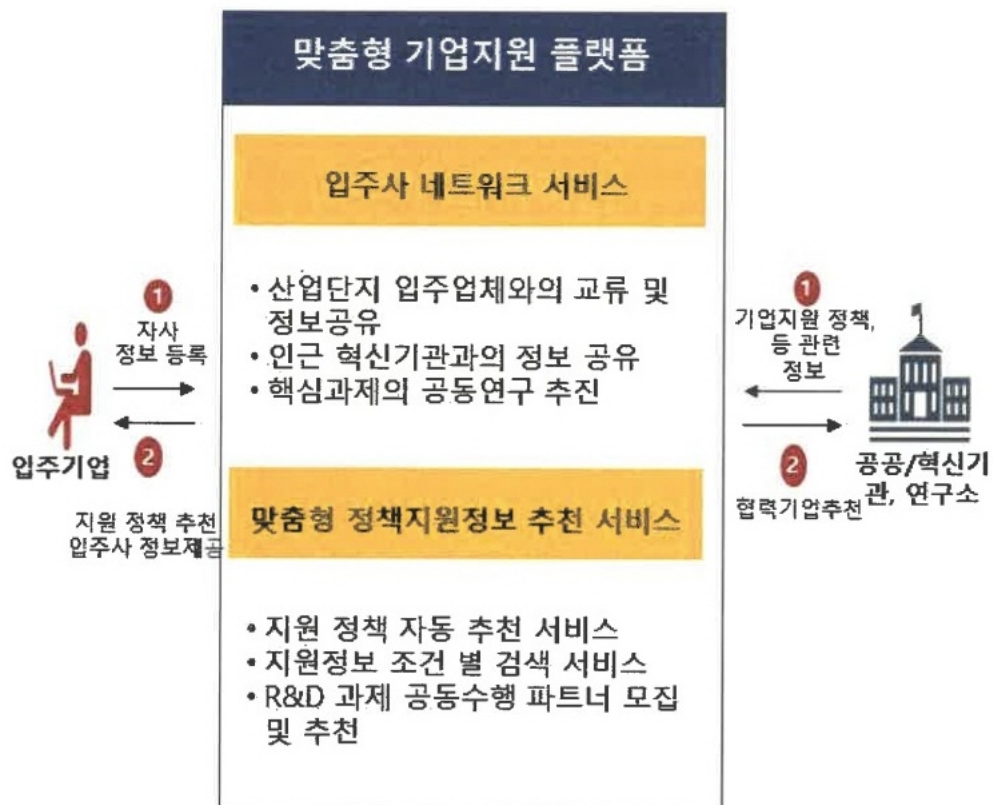 맞춤형 기업지원 플랫폼
입주사 네트워크 서비스
• 산업단지 입주업체와의 교류 및
정보공유
• 인근 혁신기관과의 정보 공유
• 핵심과제의 공동연구 추진
맞춤형 정책지원정보 추천 서비스
• 지원 정책 자동 추천 서비스
• 지원정보 조건 별 검색 서비스
• R&D 과제 공동수행 파트너 모집
및 추천
1
자사
정보 등록
입주기업
2
지원 정책 추천
입주사 정보제공
1
기업지원 정책,
등 관련
정보
2
협력기업추천
공공/혁신기
관, 연구소